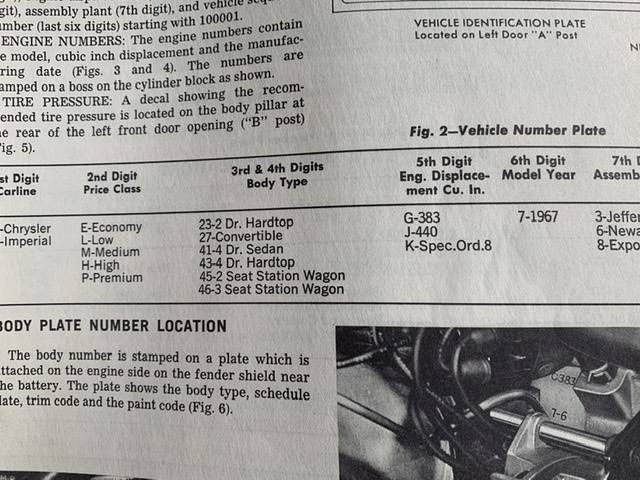 git), assembly plant (7th digit), and vehicle
number (last six digits) starting with 100001.
ENGINE NUMBERS: The engine numbers contain
e model, cubic inch displacement and the manufac-
ring date (Figs. 3 and 4). The numbers are
amped on a boss on the cylinder block as shown.
TIRE PRESSURE: A decal showing the recom-
ended tire pressure is located on the body pillar at
he rear of the left front door opening ("B" post)
ig. 5).
VEHICLE IDENTIFICATION PLATE
Located on Left Door "A" Post
Fig. 2—Vehicle Number Plate
st Digit
Carline
2nd Digit
Price Class
3rd & 4th Digits
Body Type
5th Digit
Eng. Displace-
ment Cu. In.
6th Digit
Model Year
7th D
Assemb
-Chrysler
-Imperial
E-Economy
L-Low
M-Medium
H-High
P-Premium
23-2 Dr. Hardtop
27-Convertible
41-4 Dr. Sedan
43-4 Dr. Hardtop
45-2 Seat Station Wagon
46-3 Seat Station Wagon
G-383
J-440
K-Spec.Ord.8
7-1967
3-Jeffer
6-Newa
8-Expo
BODY PLATE NUMBER LOCATION
The body number is stamped on a plate which is
attached on the engine side on the fender shield near
the battery. The plate shows the body type, schedule
date, trim code and the paint code (Fig. 6).
G383
7-6